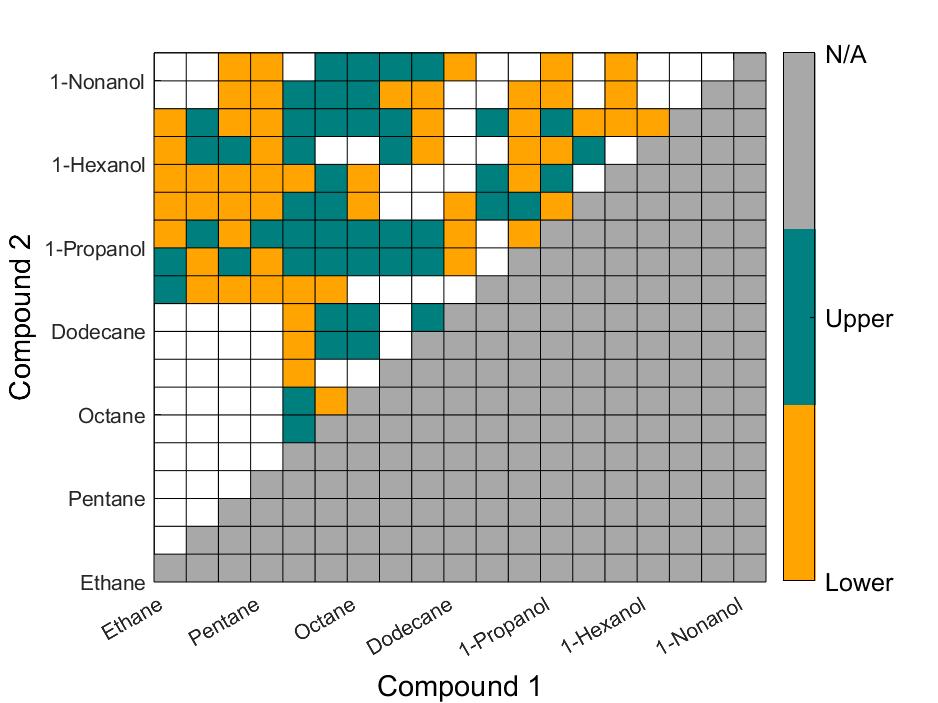 N/A
1-Nonanol
1-Hexanol
1-Propanol
Upper
Dodecane
Octane
Pentane
Ethane
Lower
Compound 2
Ethane
Pentane
Octane
Dodecane
1-Propanol
1-Hexanol
1-Nonanol
Compound 1